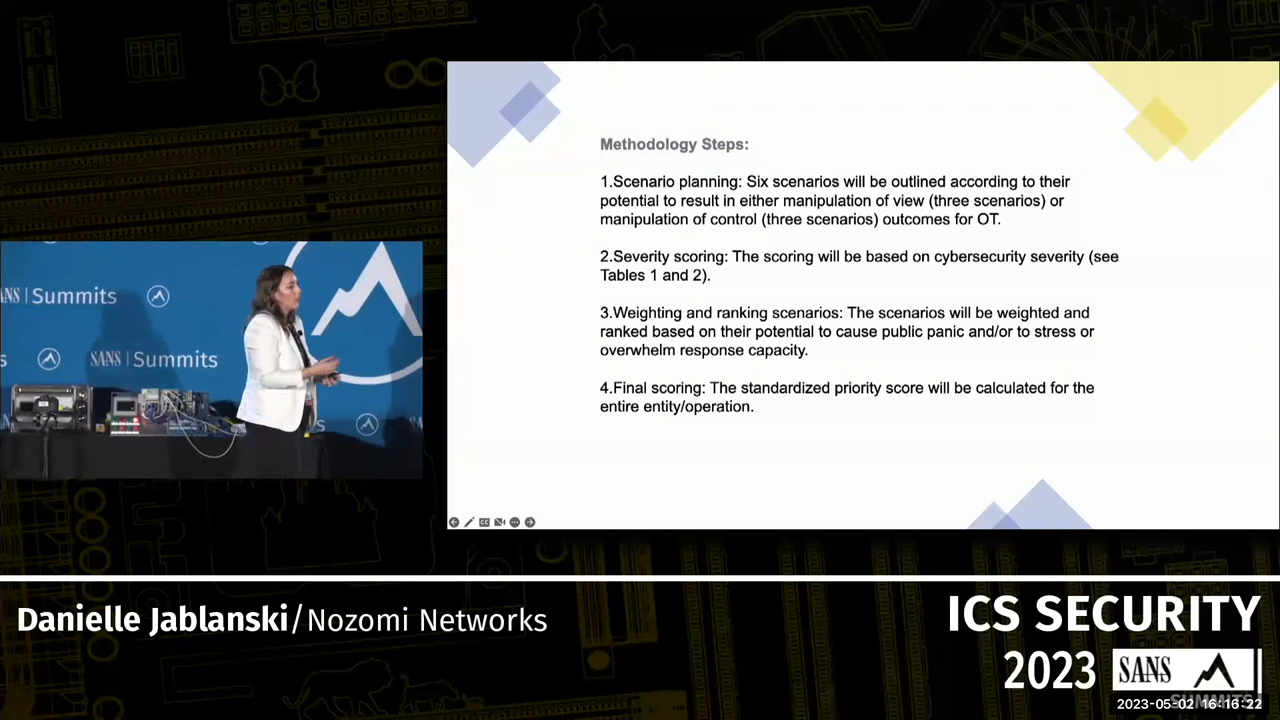 Methodology Steps:
1.Scenario planning: Six scenarios will be outlined according to their
potential to result in either manipulation of view (three scenarios) or
manipulation of control (three scenarios) outcomes for OT.
2.Severity scoring: The scoring will be based on cybersecurity severity (see
Tables 1 and 2).
3.Weighting and ranking scenarios: The scenarios will be weighted and
ranked based on their potential to cause public panic and/or to stress or
overwhelm response capacity.
4.Final scoring: The standardized priority score will be calculated for the
entire entity/operation.
ANS | Summits
s
SANS | Summits
s
Danielle Jablanski/Nozomi Networks
ICS SECURITY
2023
SANS
SUMMITS
2023-05-02 16:16:22